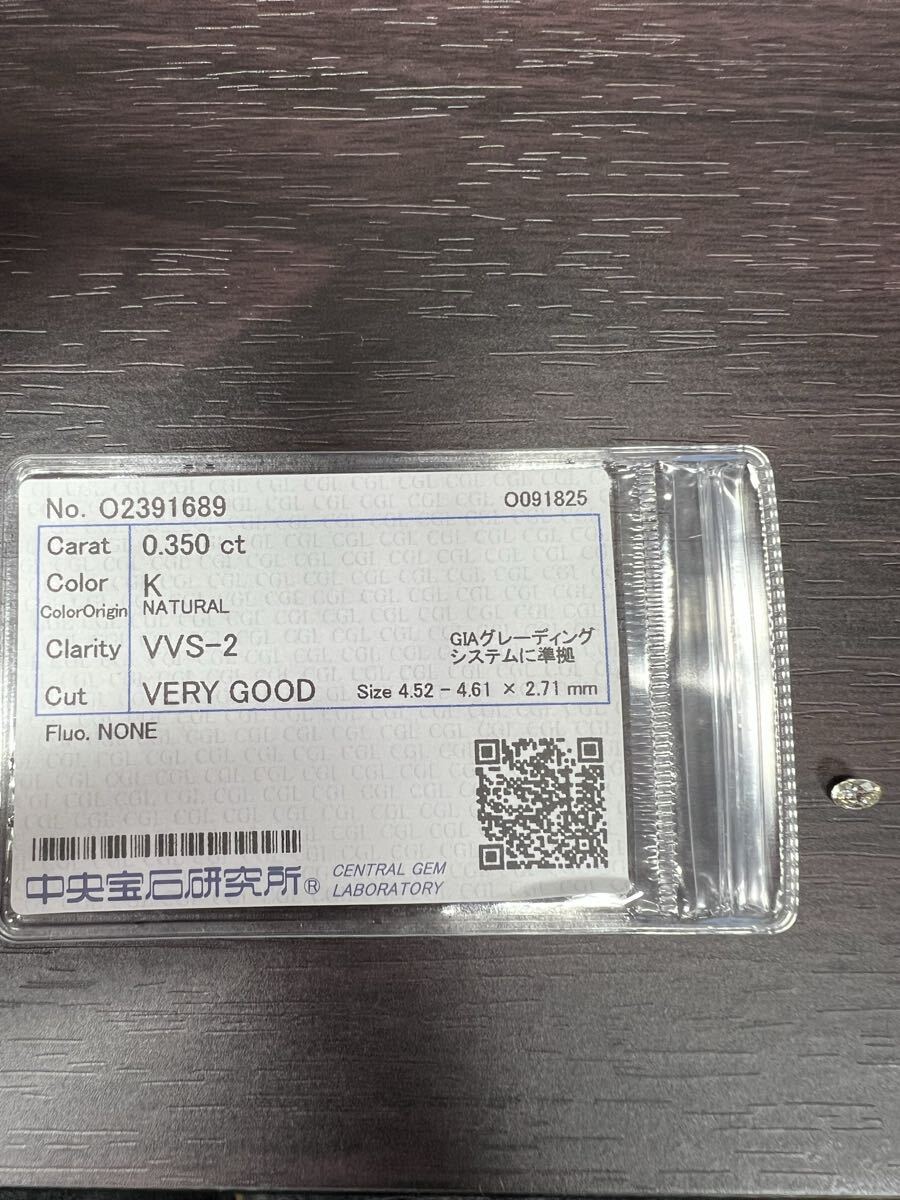 No. O2391689 O091825
Carat 0.350 ct
Color K
ColorOrigin NATURAL
Clarity VVS-2 GIAグレーディング
システムに準拠
Cut VERY GOOD Size 4.52 - 4.61 × 2.71 mm
Fluo. NONE
中央宝石研究所® CENTRAL GEM
LABORATORY